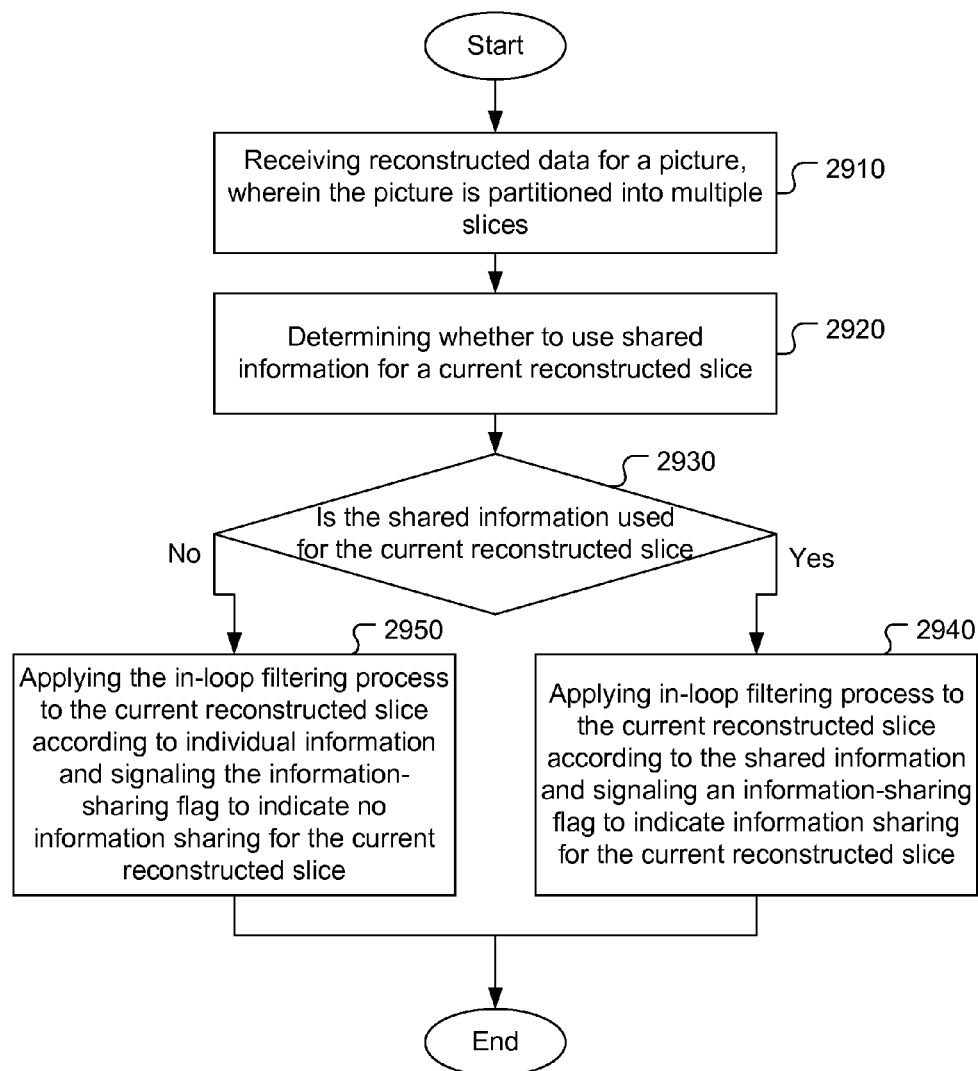 Start
Receiving reconstructed data for a picture,
wherein the picture is partitioned into multiple
slices
2910
Determining whether to use shared
information for a current reconstructed slice
2920
2930
Is the shared information used
for the current reconstructed slice
No
Yes
2950
Applying the in-loop filtering process
to the current reconstructed slice
according to individual information
and signaling the information-
sharing flag to indicate no
information sharing for the current
reconstructed slice
2940
Applying in-loop filtering process to
the current reconstructed slice
according to the shared information
and signaling an information-sharing
flag to indicate information sharing
for the current reconstructed slice
End